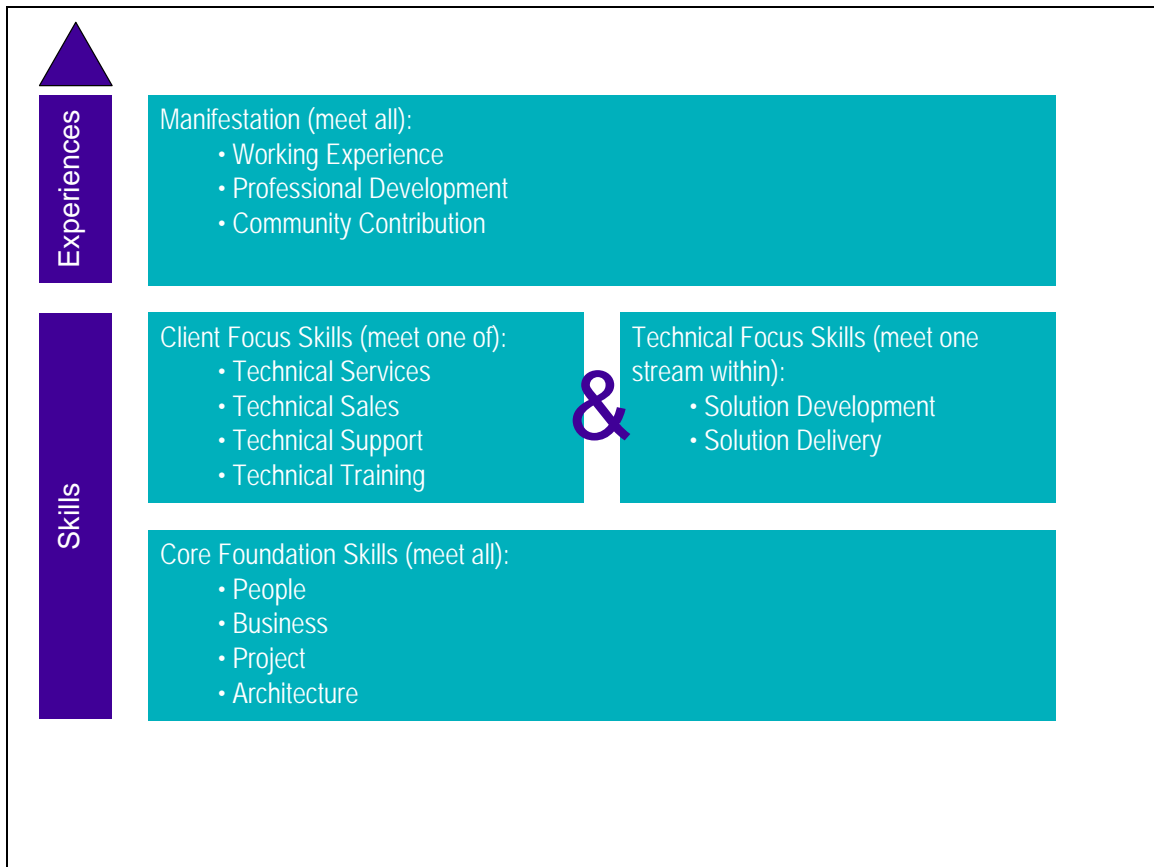 Experiences
Manifestation (meet all):
• Working Experience
• Professional Development
• Community Contribution
Skills
Client Focus Skills (meet one of):
• Technical Services
• Technical Sales
• Technical Support
• Technical Training
&
Technical Focus Skills (meet one
stream within):
• Solution Development
• Solution Delivery
Core Foundation Skills (meet all):
• People
• Business
• Project
• Architecture